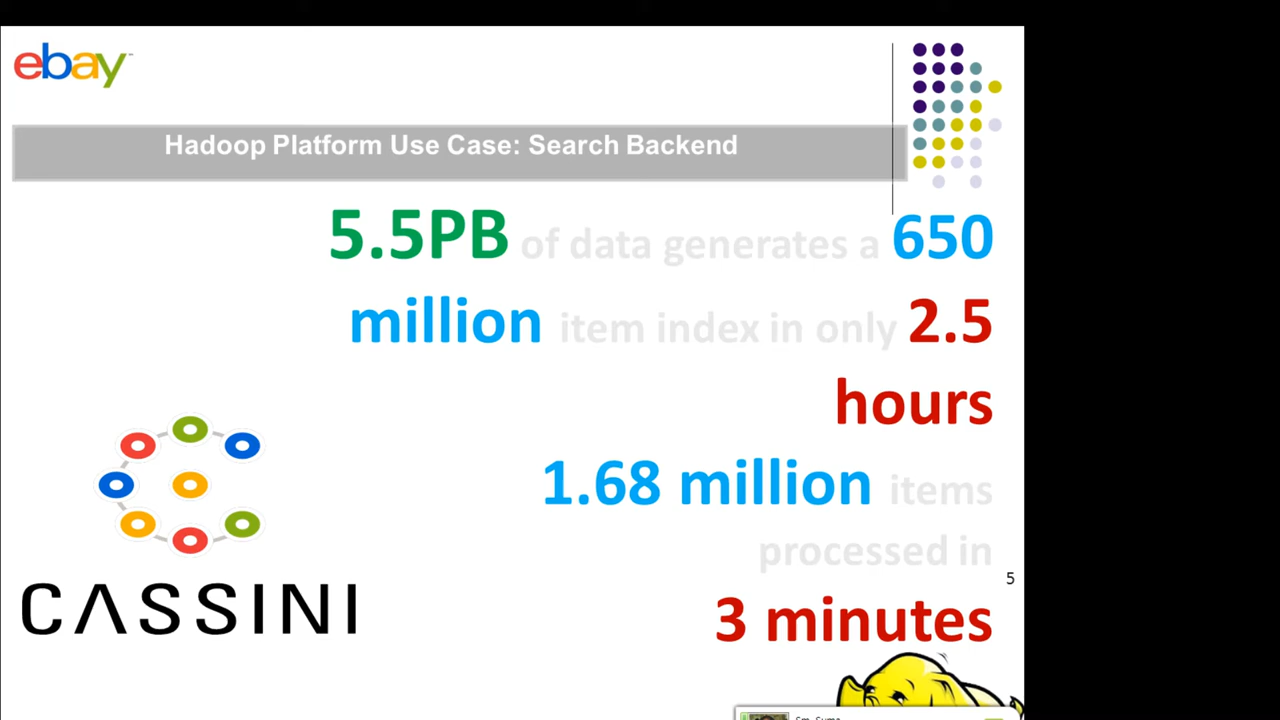 ebay™
Hadoop Platform Use Case: Search Backend
5.5PB of data generates a 650
million item index in only 2.5
hours
1.68 million items
processed in
3 minutes
5
CASSINI